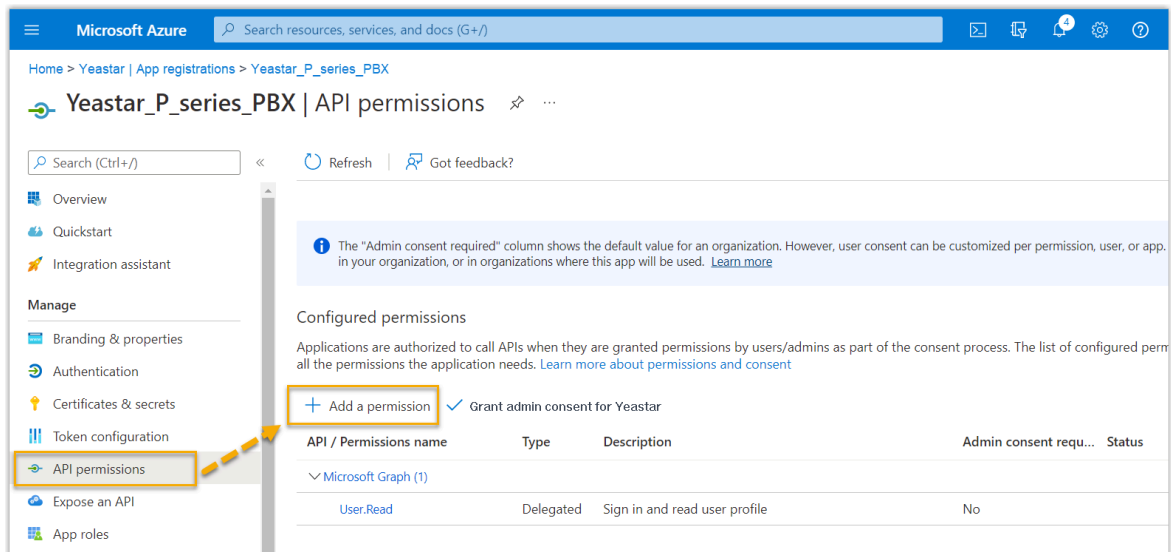 Microsoft Azure
Search resources, services, and docs (G+/)
4
Home > Yeastar | App registrations > Yeastar_P_series_PBX
Yeastar_P_series_PBX | API permissions
Search (Ctrl+/)
Refresh
Got feedback?
Overview
Quickstart
Integration assistant
The "Admin consent required" column shows the default value for an organization. However, user consent can be customized per permission, user, or app.
in your organization, or in organizations where this app will be used. Learn more
Manage
Branding & properties
Authentication
Certificates & secrets
Token configuration
API permissions
Expose an API
App roles
Configured permissions
Applications are authorized to call APIs when they are granted permissions by users/admins as part of the consent process. The list of configured perm
all the permissions the application needs. Learn more about permissions and consent
Add a permission
Grant admin consent for Yeastar
API / Permissions name Type Description Admin consent requ... Status
Microsoft Graph (1)
User.Read Delegated Sign in and read user profile No